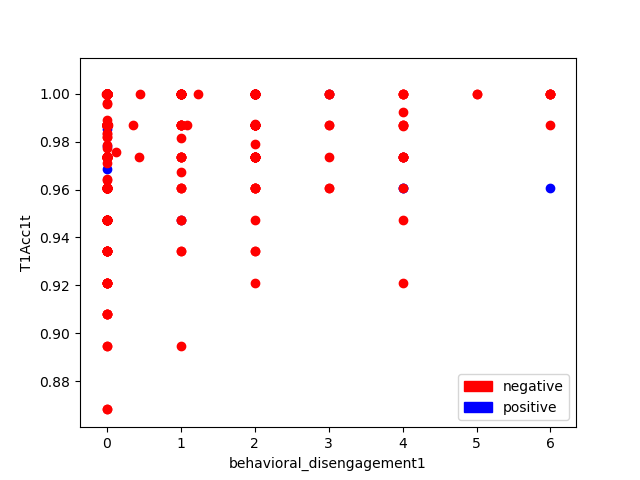 1.00
0.98
0.96
0.94
0.92
0.90
0.88
T1Acc1t
0 1 2 3 4 5 6
behavioral_disengagement1
negative
positive